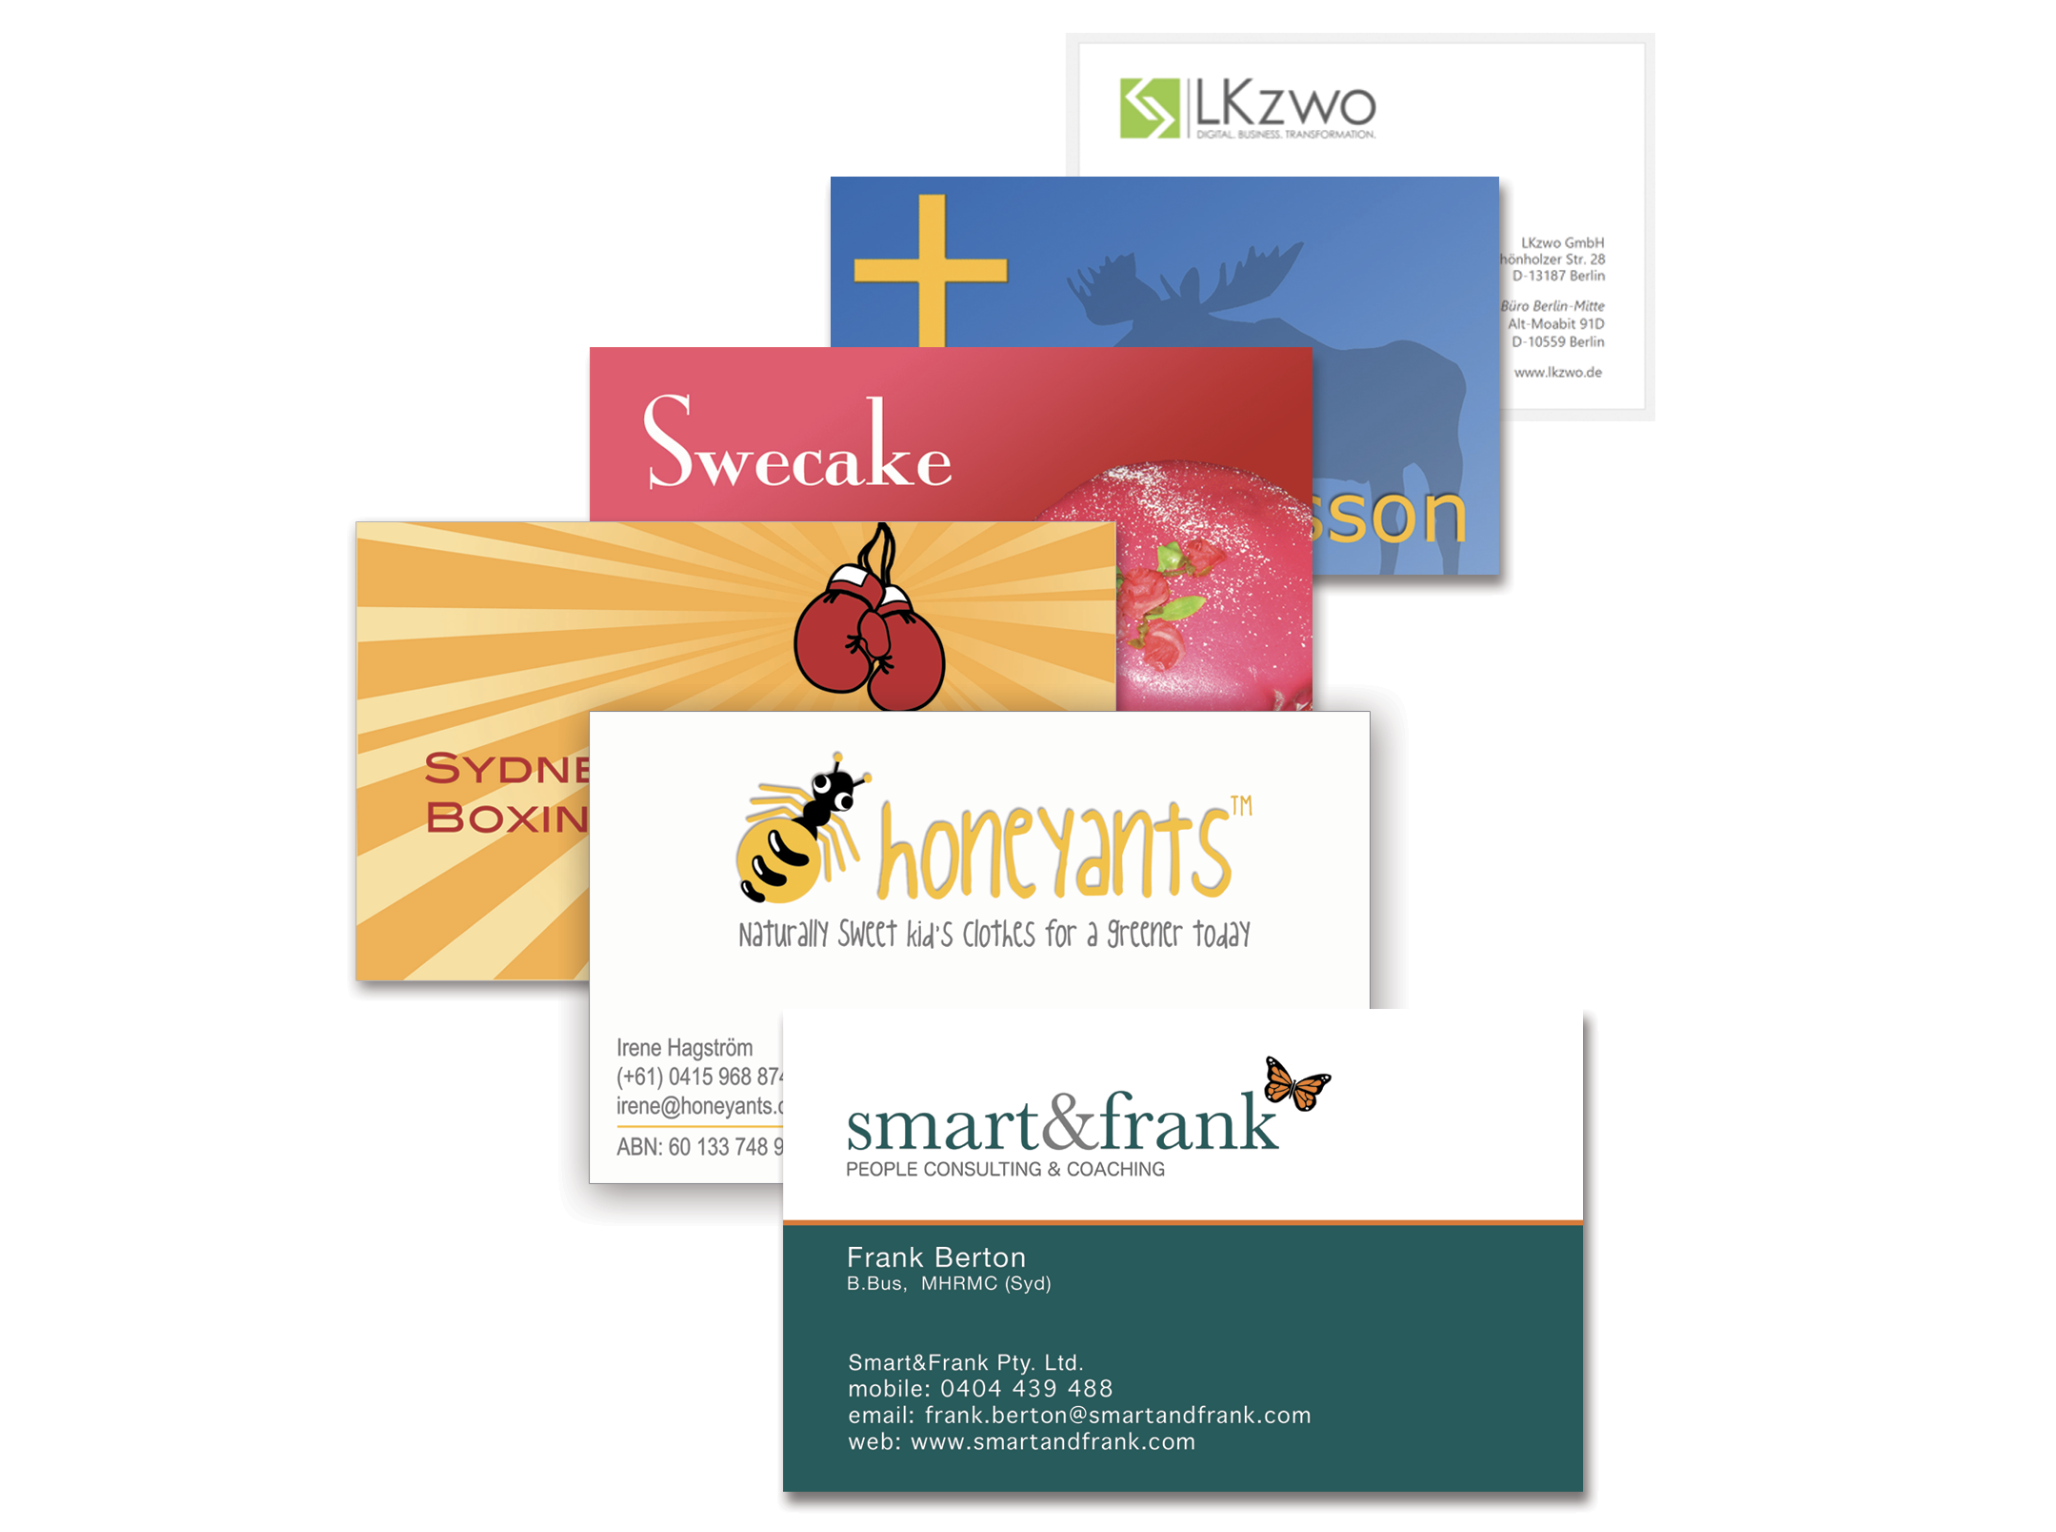 LKZWO
DIGITAL. BUSINESS. TRANSFORMATION.
LKzwo GmbH
Str. 28
D-13187 Berlin
Büro Berlin-Mitte
Alt-Moabit 91D
D-10559 Berlin
www.lkzwo.de
Swecake
SYDNE
BOXIN
honeyants™
Naturally Sweet kid's clothes for a greener today
Irene Hagström
(+61) 0415 968 874
irene@honeyants.
ABN: 60 133 748 9
smart&frank
PEOPLE CONSULTING & COACHING
Frank Berton
B.Bus, MHRMC (Syd)
Smart&Frank Pty. Ltd.
mobile: 0404 439 488
email: frank.berton@smartandfrank.com
web: www.smartandfrank.com